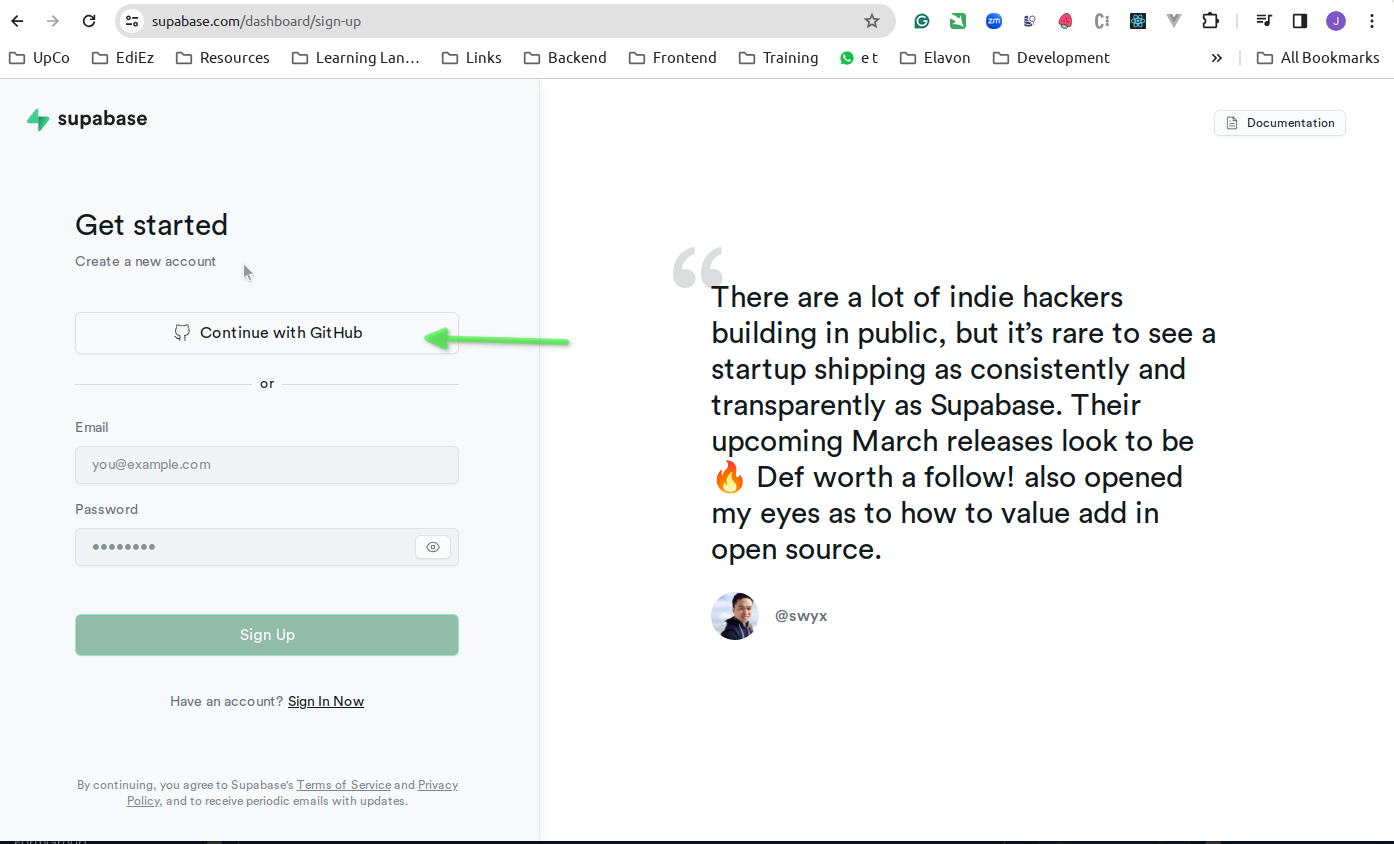 supabase.com/dashboard/sign-up
zm
J
UpCo
EdiEz
Resources
Learning Lan…
Links
Backend
Frontend
Training
e t
Elavon
Development
All Bookmarks
supabase
Documentation
Get started
Create a new account
Continue with GitHub
or
Email
you@example.com
Password
Sign Up
Have an account? Sign In Now
By continuing, you agree to Supabase's Terms of Service and Privacy
Policy, and to receive periodic emails with updates.
“
There are a lot of indie hackers
building in public, but it’s rare to see a
startup shipping as consistently and
transparently as Supabase. Their
upcoming March releases look to be
🔥 Def worth a follow! also opened
my eyes as to how to value add in
open source.
@swyx